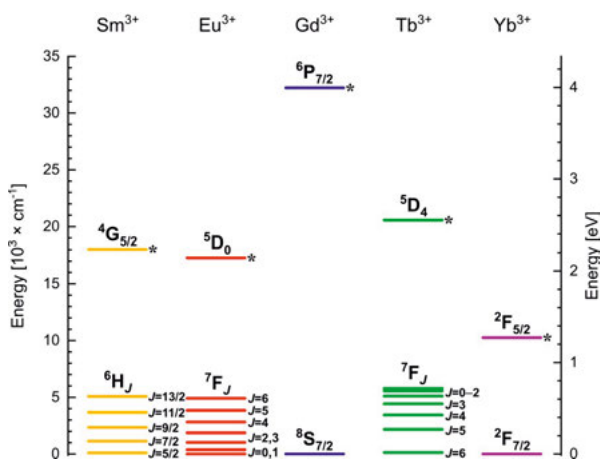 Sm³⁺ Eu³⁺ Gd³⁺ Tb³⁺ Yb³⁺
Energy [10³ × cm⁻¹]
35
30
25
20
15
10
5
0
⁴G₅/₂ *
⁶H_J
J=13/2
J=11/2
J=9/2
J=7/2
J=5/2
⁵D₀ *
⁷F_J
J=6
J=5
J=4
J=2,3
J=0,1
⁶P₇/₂ *
⁸S₇/₂
⁵D₄ *
⁷F_J
J=0–2
J=3
J=4
J=5
J=6
²F₅/₂ *
²F₇/₂
4
3
2
1
0
Energy [eV]